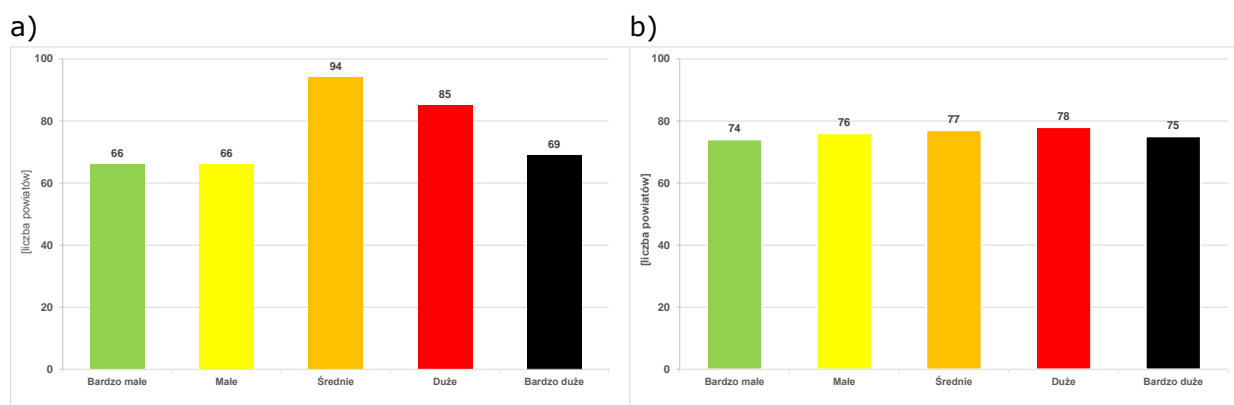 a)
b)
100
80
60
40
20
0
[liczba powiatów]
66
66
94
85
69
Bardzo małe
Małe
Średnie
Duże
Bardzo duże
100
80
60
40
20
0
[liczba powiatów]
74
76
77
78
75
Bardzo małe
Małe
Średnie
Duże
Bardzo duże